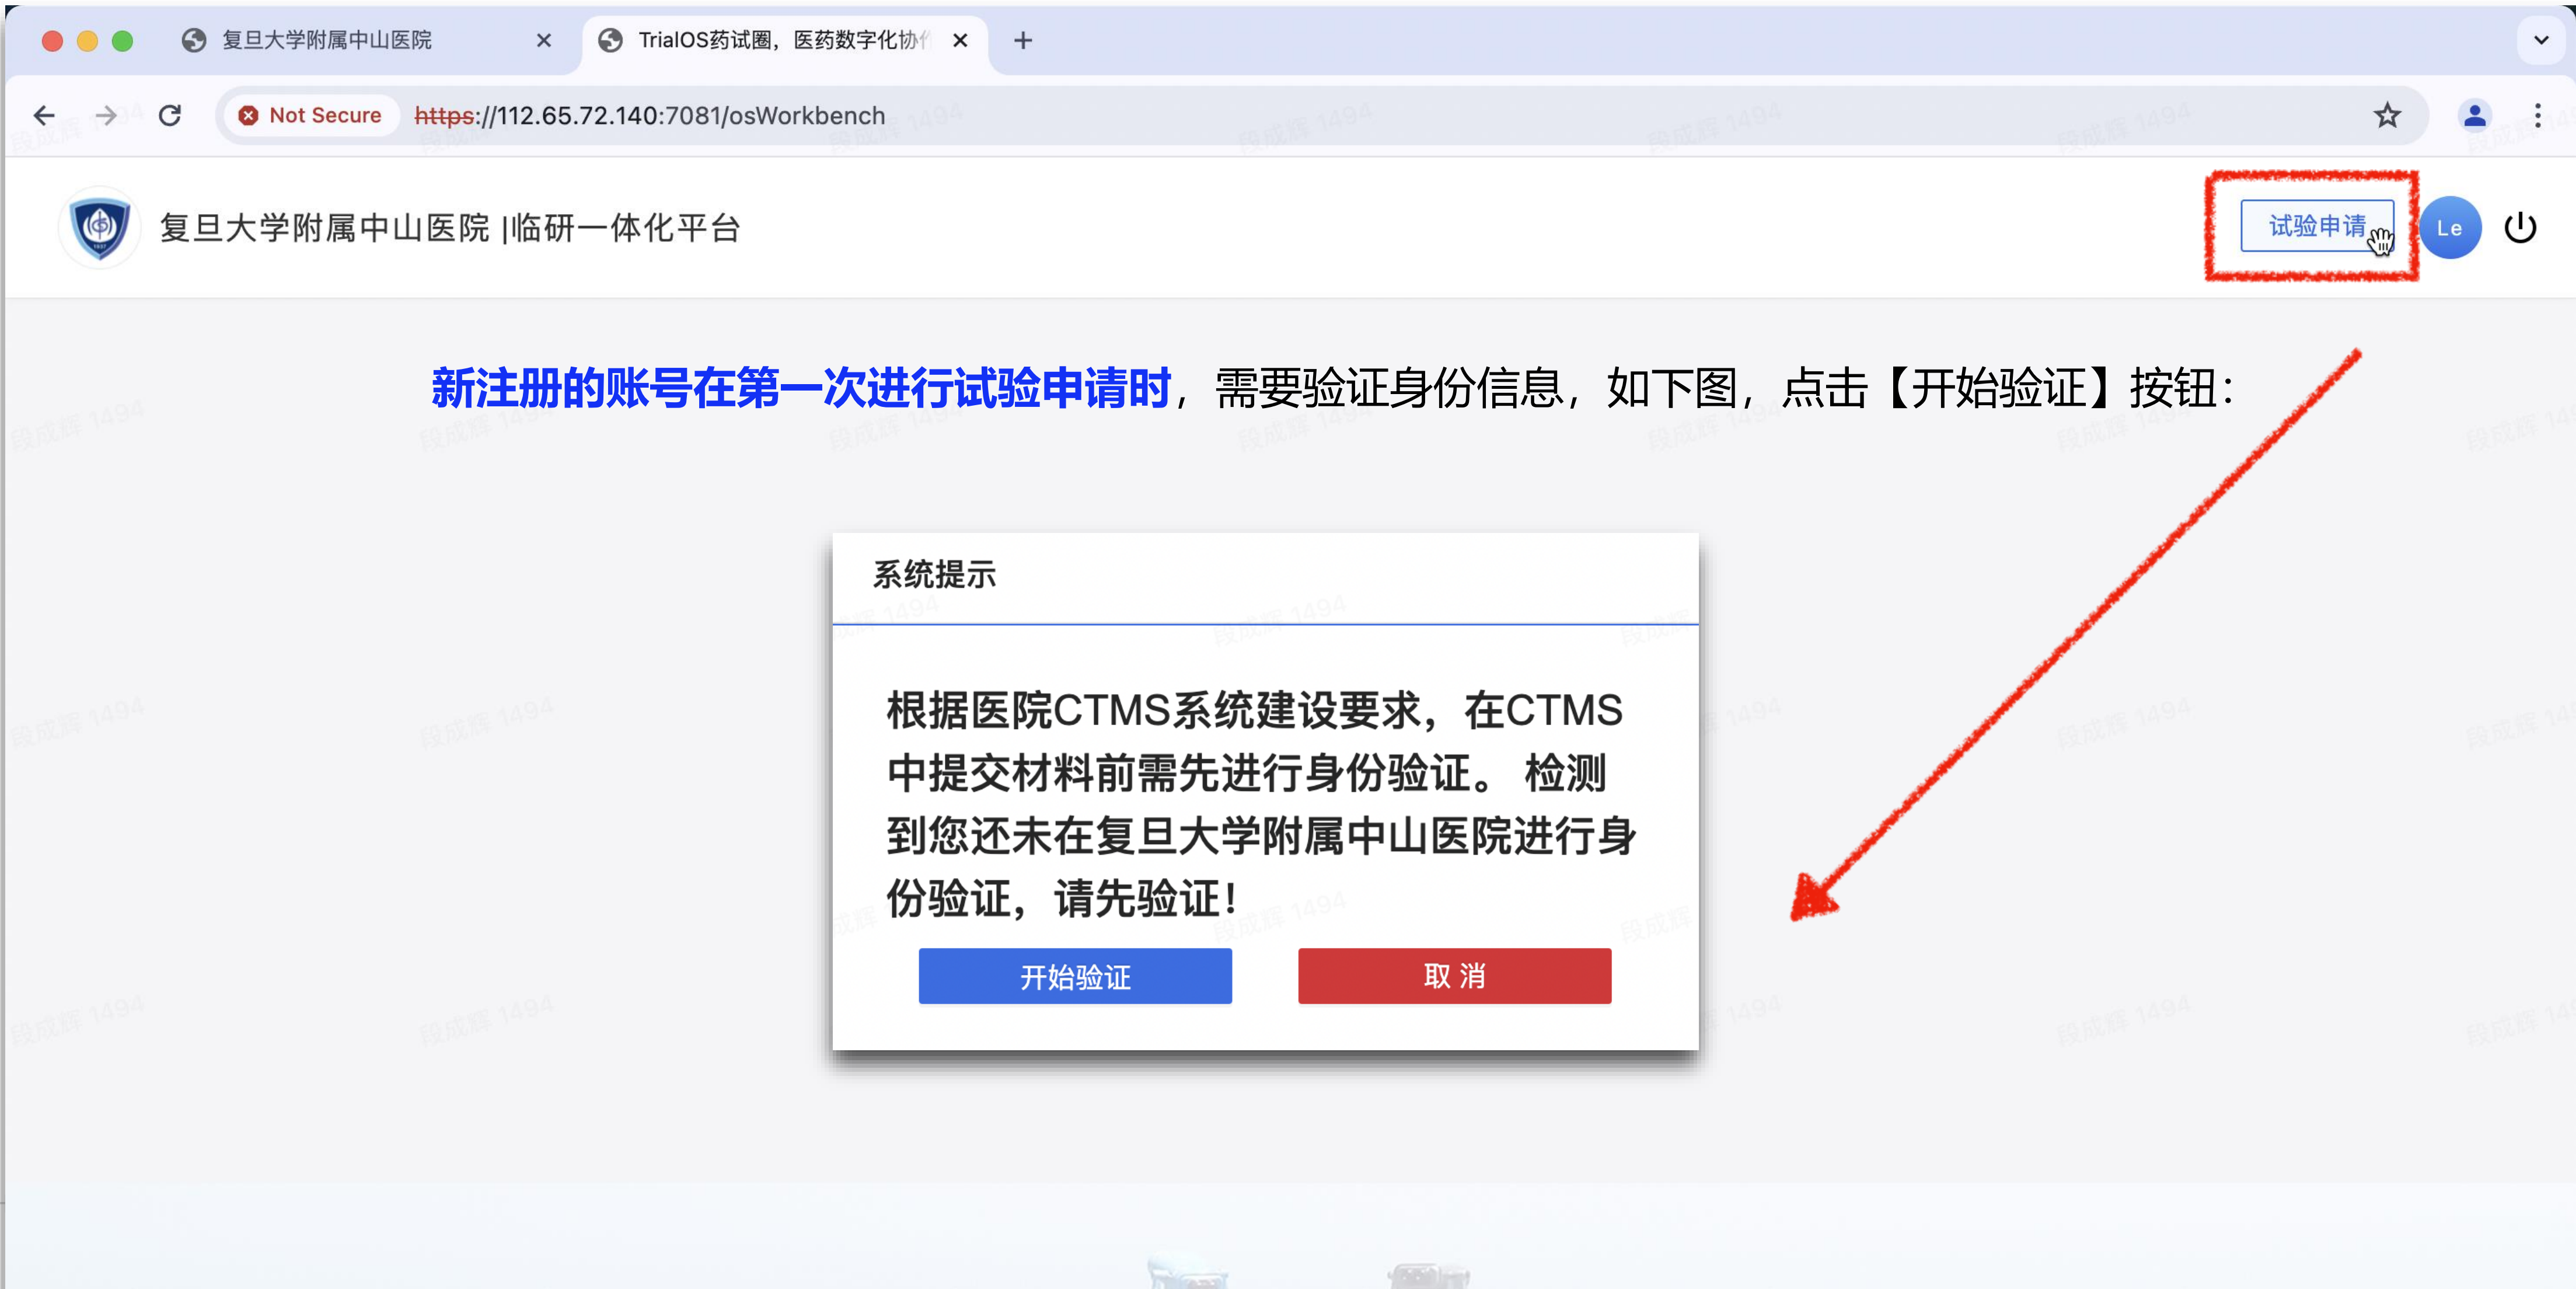 复旦大学附属中山医院
TrialOS药试圈，医药数字化协作
Not Secure https://112.65.72.140:7081/osWorkbench
复旦大学附属中山医院 |临研一体化平台
试验申请
Le
新注册的账号在第一次进行试验申请时，需要验证身份信息，如下图，点击【开始验证】按钮：
系统提示
根据医院CTMS系统建设要求，在CTMS
中提交材料前需先进行身份验证。 检测
到您还未在复旦大学附属中山医院进行身
份验证，请先验证！
开始验证
取 消
段成辉 1494